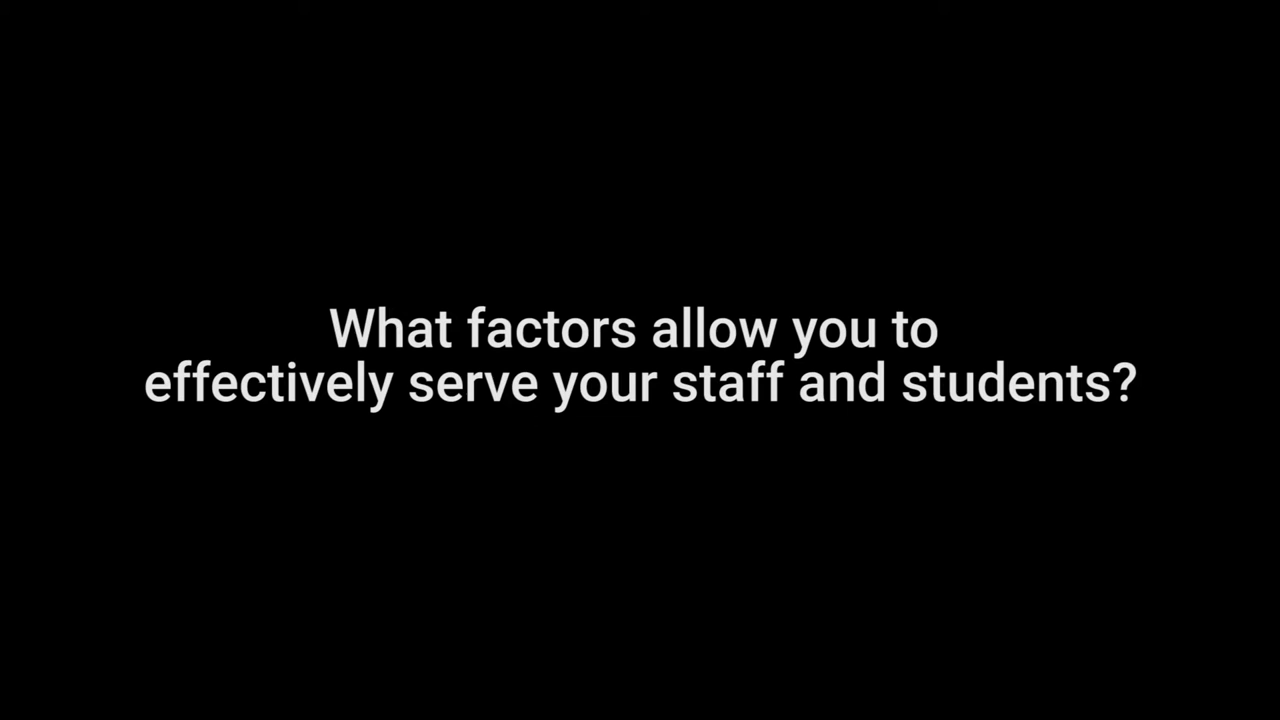 What factors allow you to
effectively serve your staff and students?